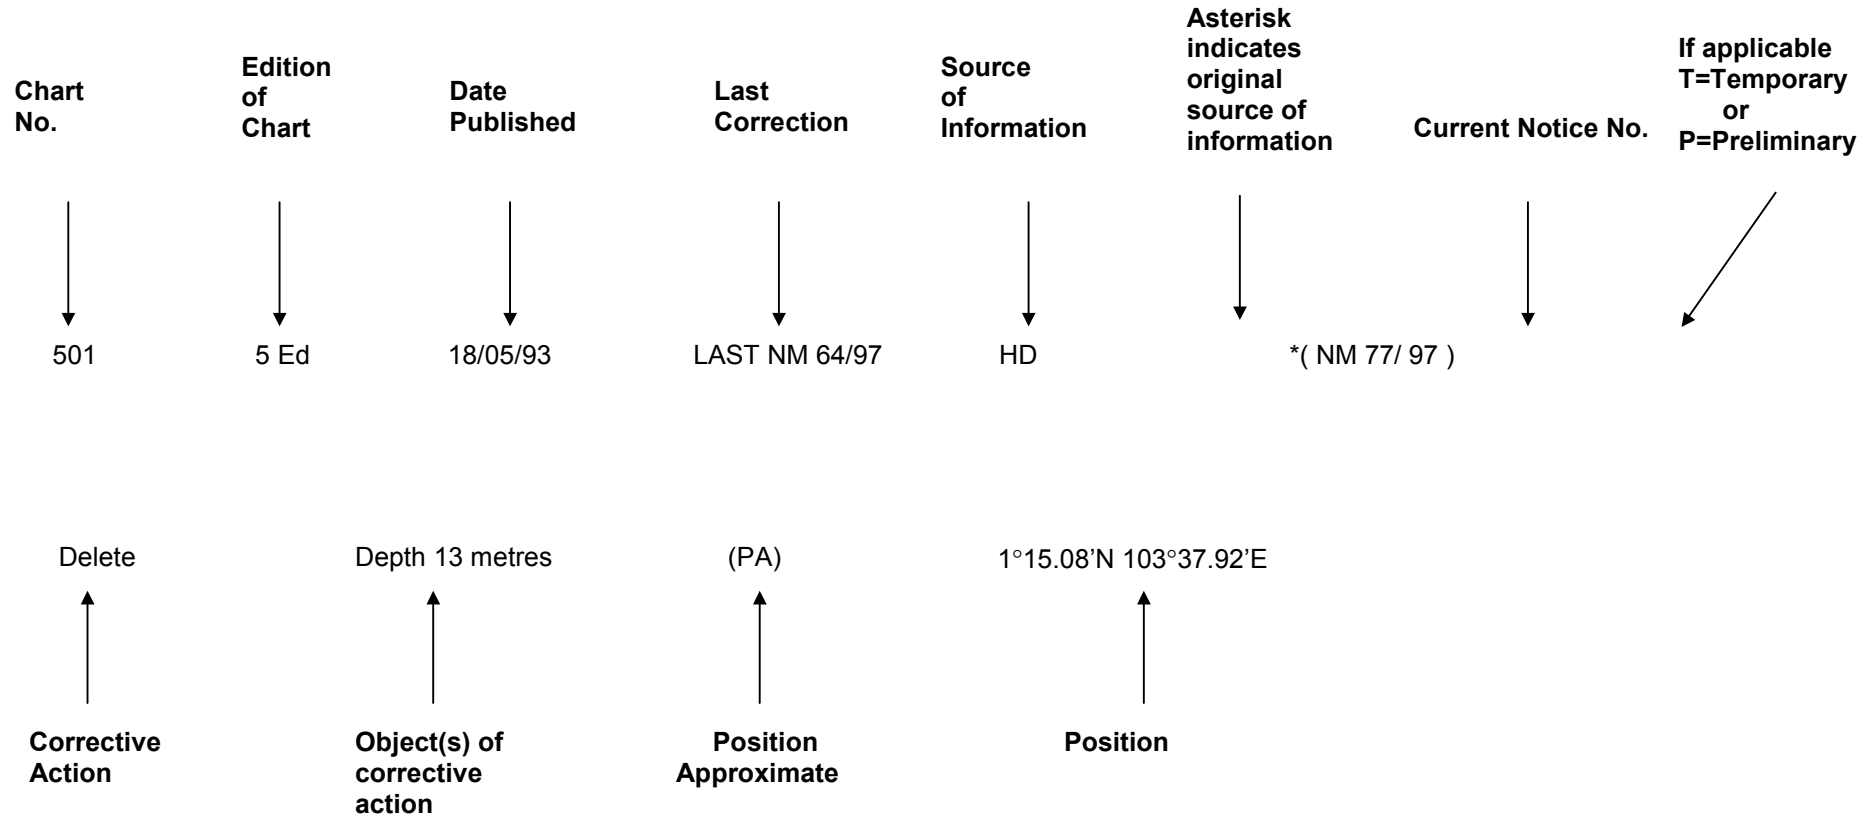 Chart
No.
Edition
of
Chart
Date
Published
Last
Correction
Source
of
Information
Asterisk
indicates
original
source of
information
Current Notice No.
If applicable
T=Temporary
or
P=Preliminary
501 5 Ed 18/05/93 LAST NM 64/97 HD *( NM 77/ 97 )
Delete Depth 13 metres (PA) 1°15.08’N 103°37.92’E
Corrective
Action
Object(s) of
corrective
action
Position
Approximate
Position